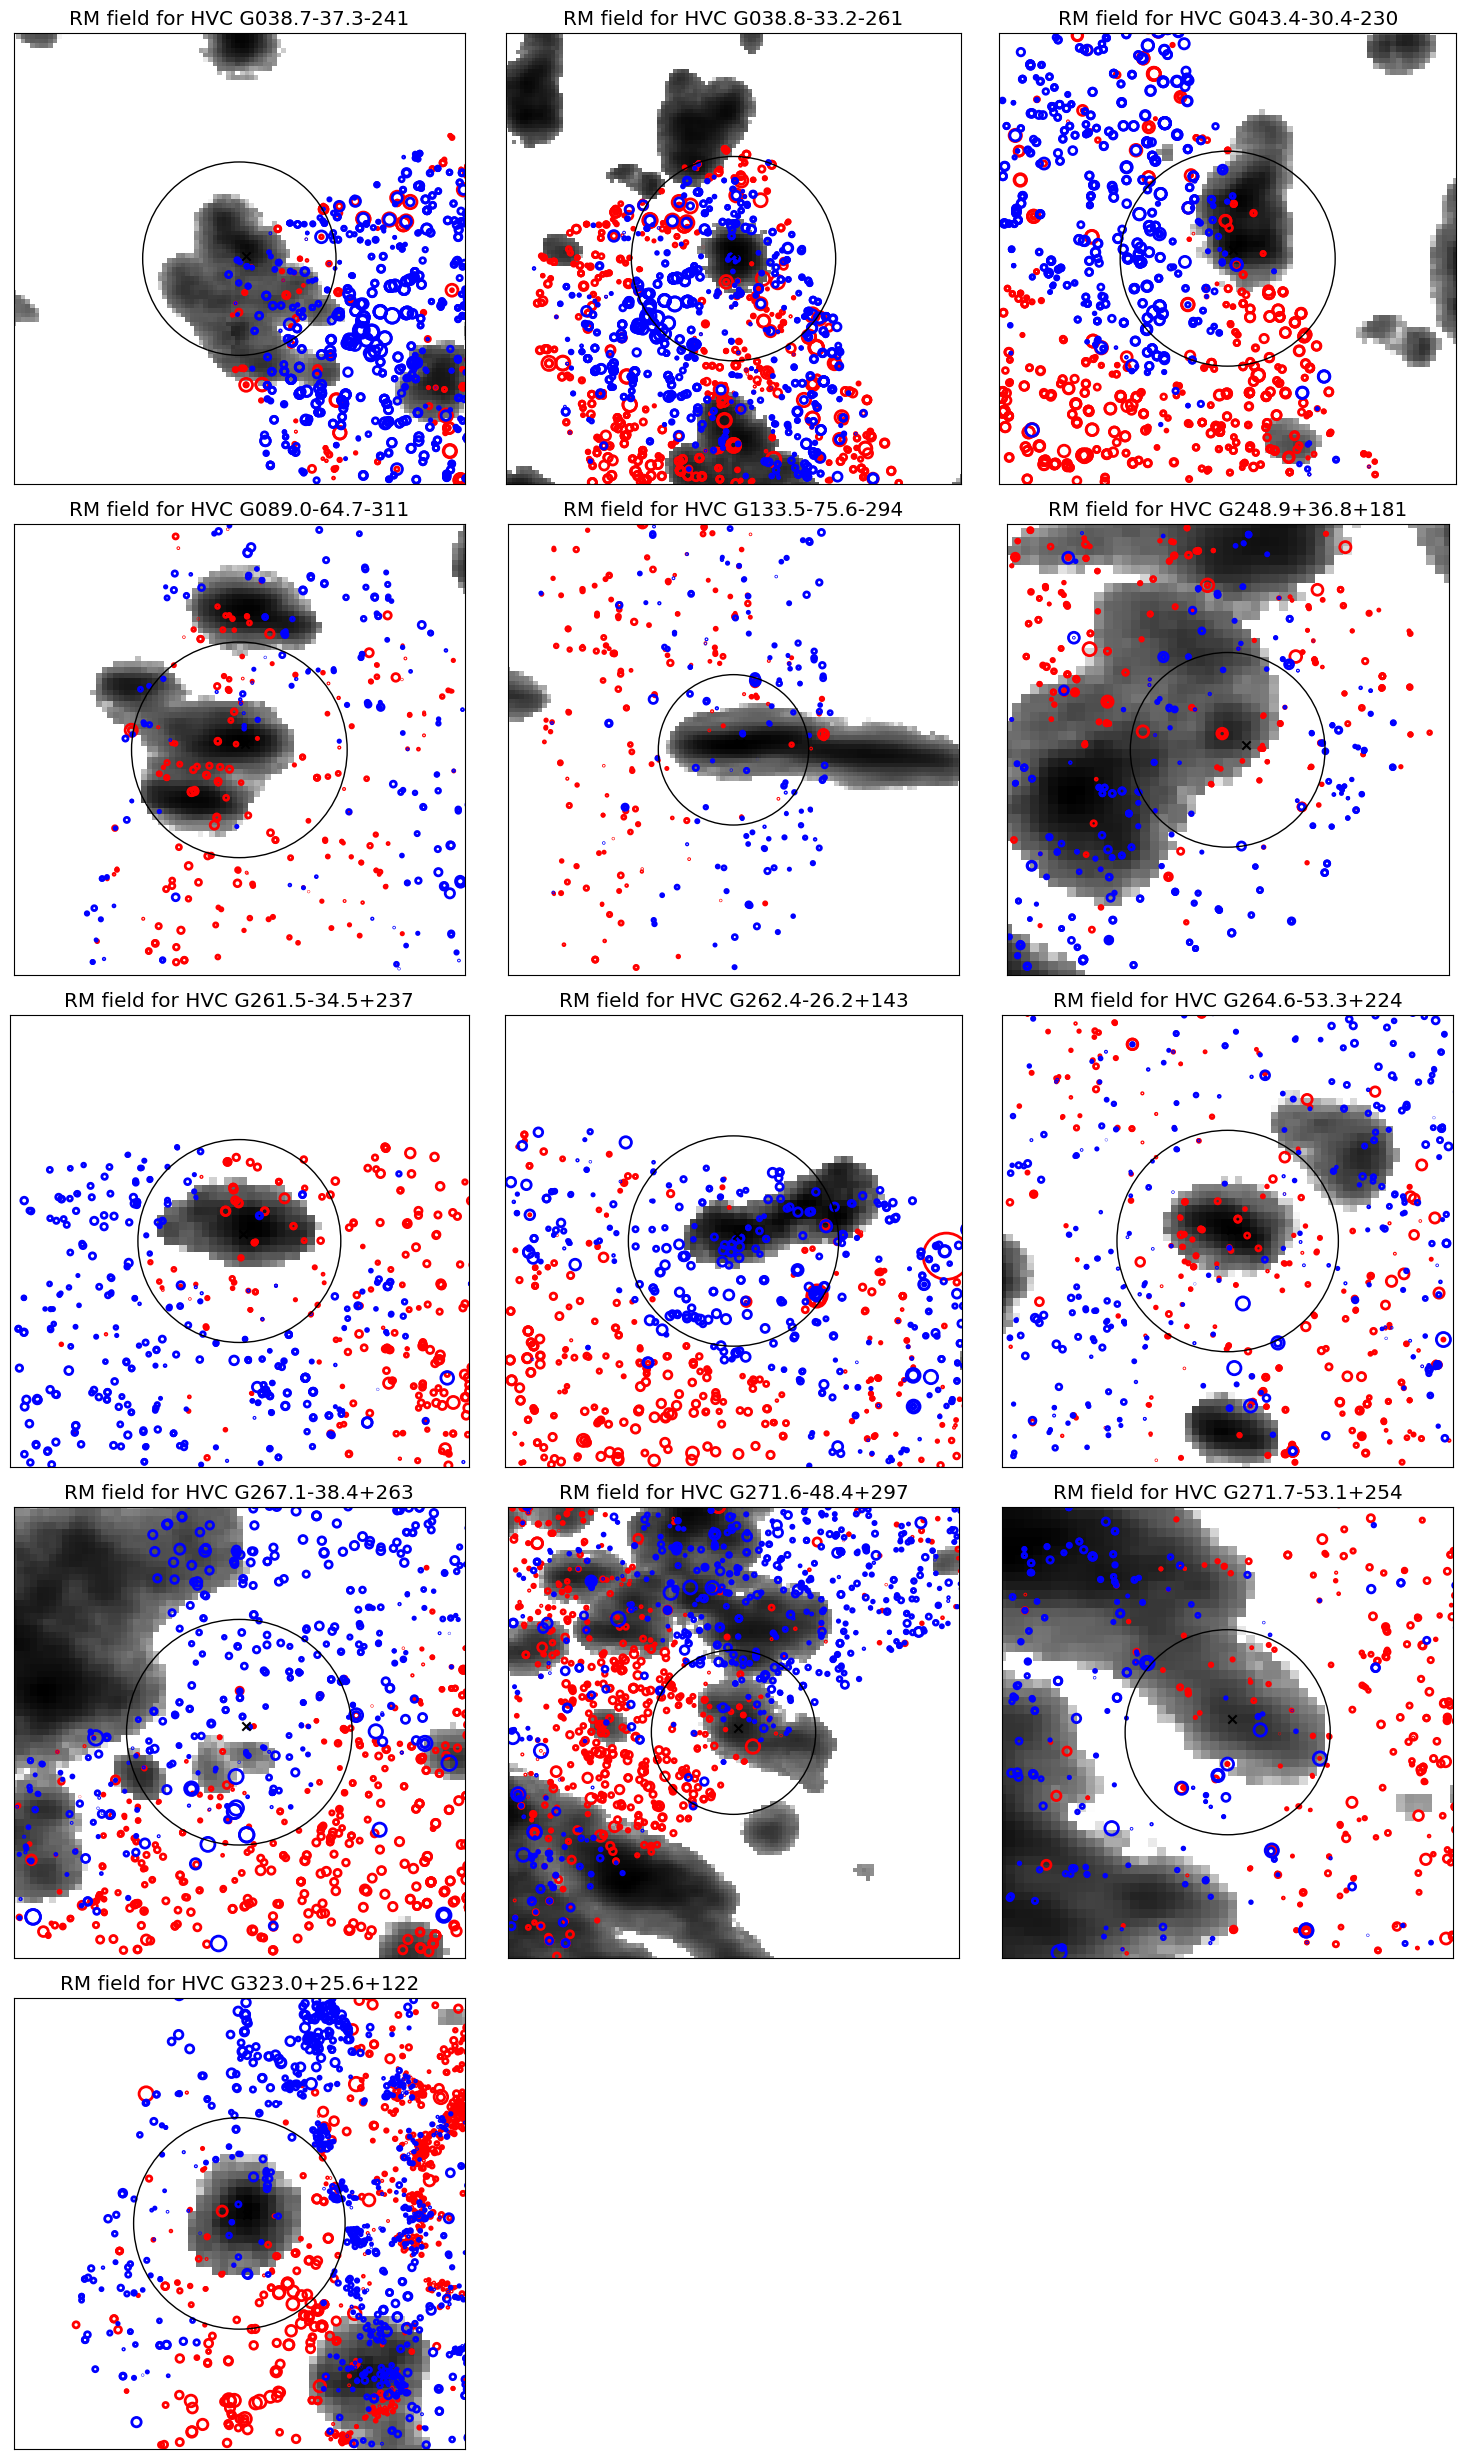 RM field for HVC G038.7-37.3-241
RM field for HVC G038.8-33.2-261
RM field for HVC G043.4-30.4-230
RM field for HVC G089.0-64.7-311
RM field for HVC G133.5-75.6-294
RM field for HVC G248.9+36.8+181
RM field for HVC G261.5-34.5+237
RM field for HVC G262.4-26.2+143
RM field for HVC G264.6-53.3+224
RM field for HVC G267.1-38.4+263
RM field for HVC G271.6-48.4+297
RM field for HVC G271.7-53.1+254
RM field for HVC G323.0+25.6+122